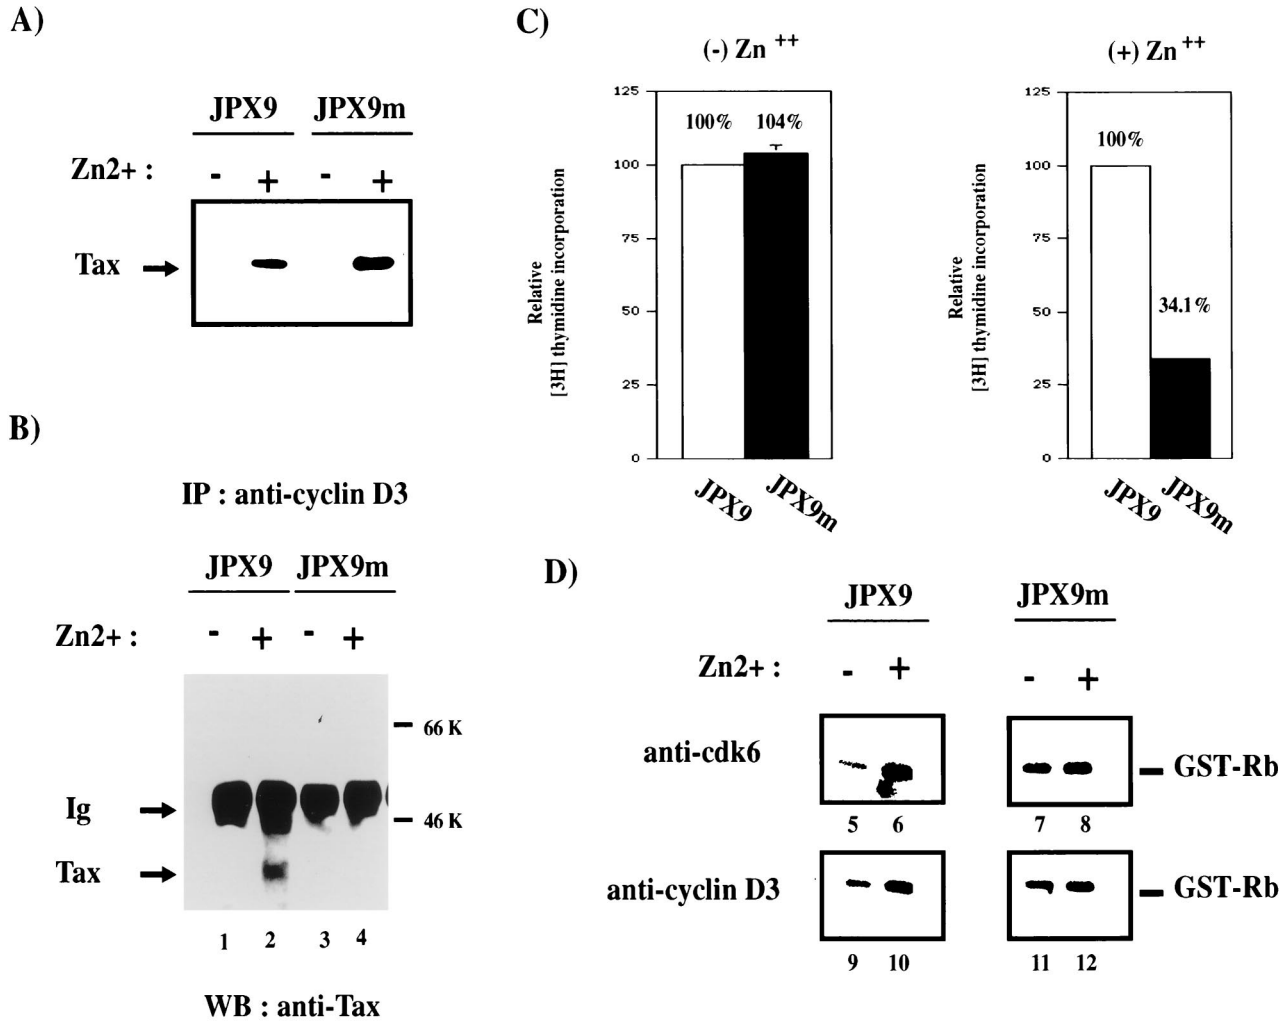 A)
JPX9 JPX9m
Zn2+ : - + - +
Tax
B)
IP : anti-cyclin D3
JPX9 JPX9m
Zn2+ : - + - +
66 K
Ig
46 K
Tax
1 2 3 4
WB : anti-Tax
C)
(-) Zn ++
125
100
75
50
25
0
100% 104%
Relative
[3H] thymidine incorporation
JPX9 JPX9m
(+) Zn ++
125
100
75
50
25
0
100%
34.1%
Relative
[3H] thymidine incorporation
JPX9 JPX9m
D)
JPX9 JPX9m
Zn2+ : - + - +
anti-cdk6 GST-Rb
5 6 7 8
anti-cyclin D3 GST-Rb
9 10 11 12